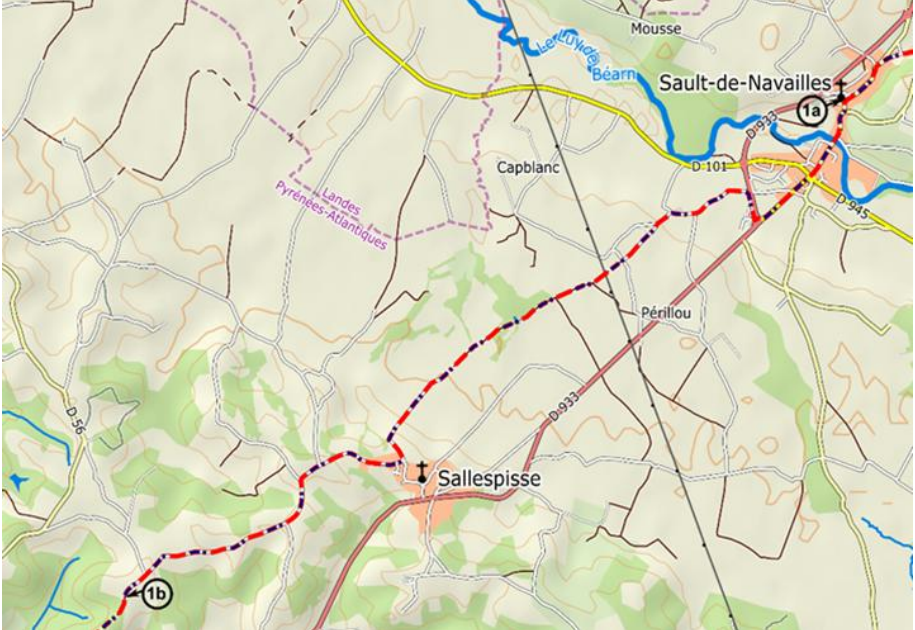 Mousse
Le Luy de
Béarn
Sault-de-Navailles
1a
D 933
D 101
Capblanc
D 945
Landes
Pyrénées-Atlantiques
Périllou
D 933
D 56
Sallespisse
1b